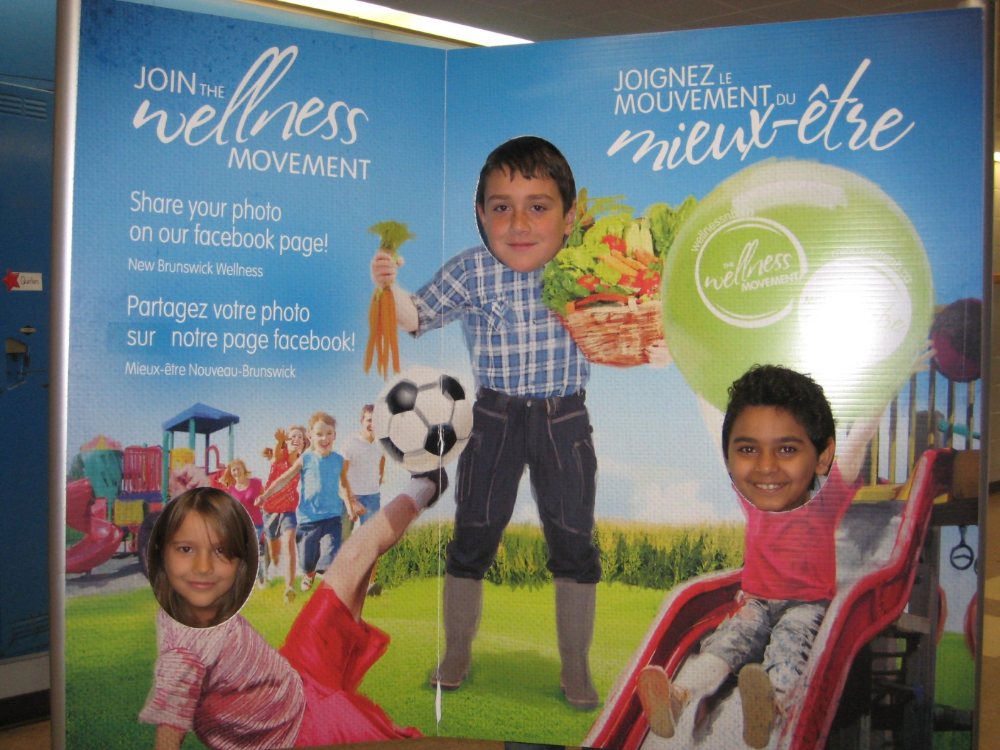 JOIN THE
wellness
MOVEMENT
Share your photo
on our facebook page!
New Brunswick Wellness
Partagez votre photo
sur notre page facebook!
Mieux-être Nouveau-Brunswick
JOIGNEZ LE
MOUVEMENT DU
mieux-être
THE
wellness
MOVEMENT
Quinton